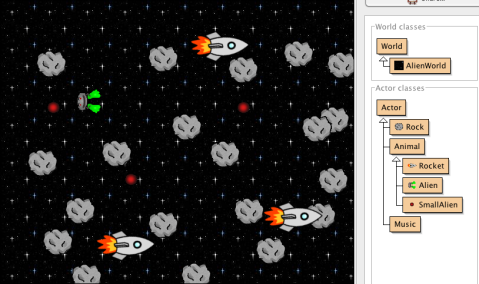 World classes
World
AlienWorld
Actor classes
Actor
Rock
Animal
Rocket
Alien
SmallAlien
Music